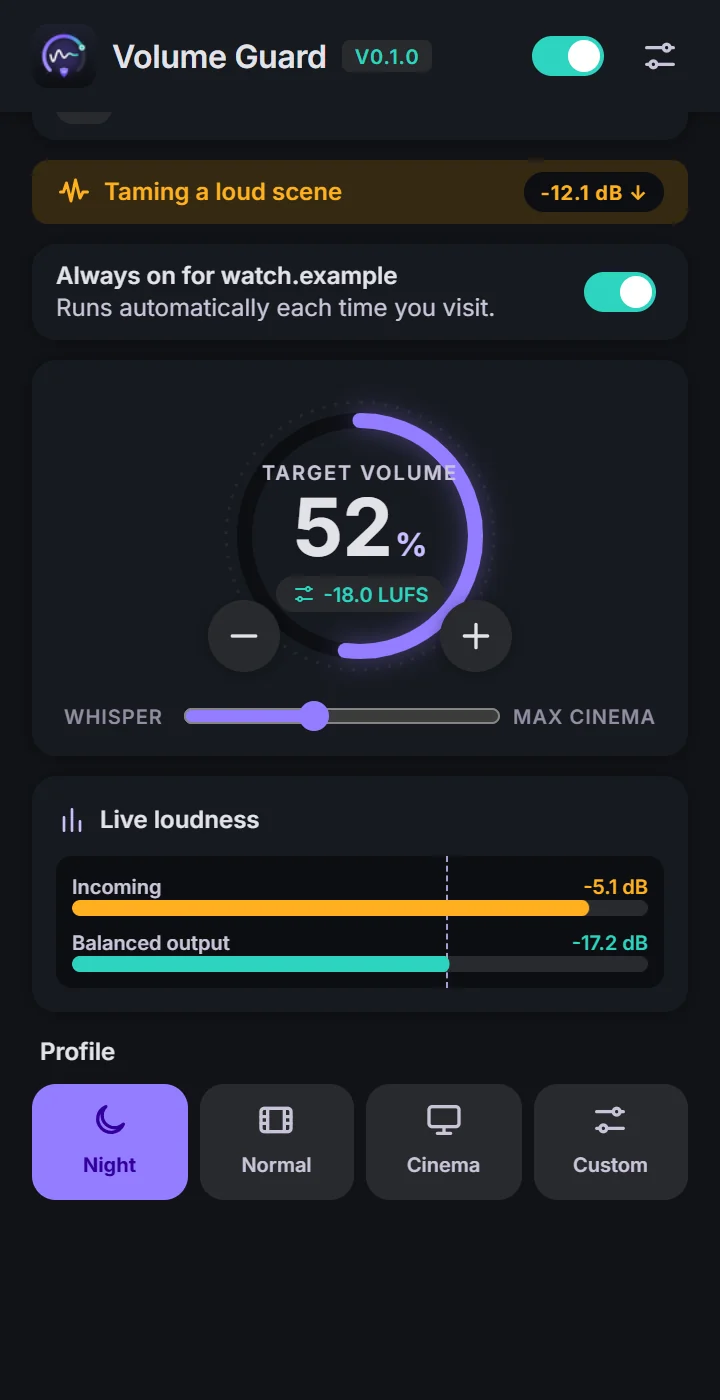 Volume Guard V0.1.0
Taming a loud scene -12.1 dB ↓
Always on for watch.example
Runs automatically each time you visit.
TARGET VOLUME
52%
-18.0 LUFS
WHISPER MAX CINEMA
Live loudness
Incoming -5.1 dB
Balanced output -17.2 dB
Profile
Night Normal Cinema Custom